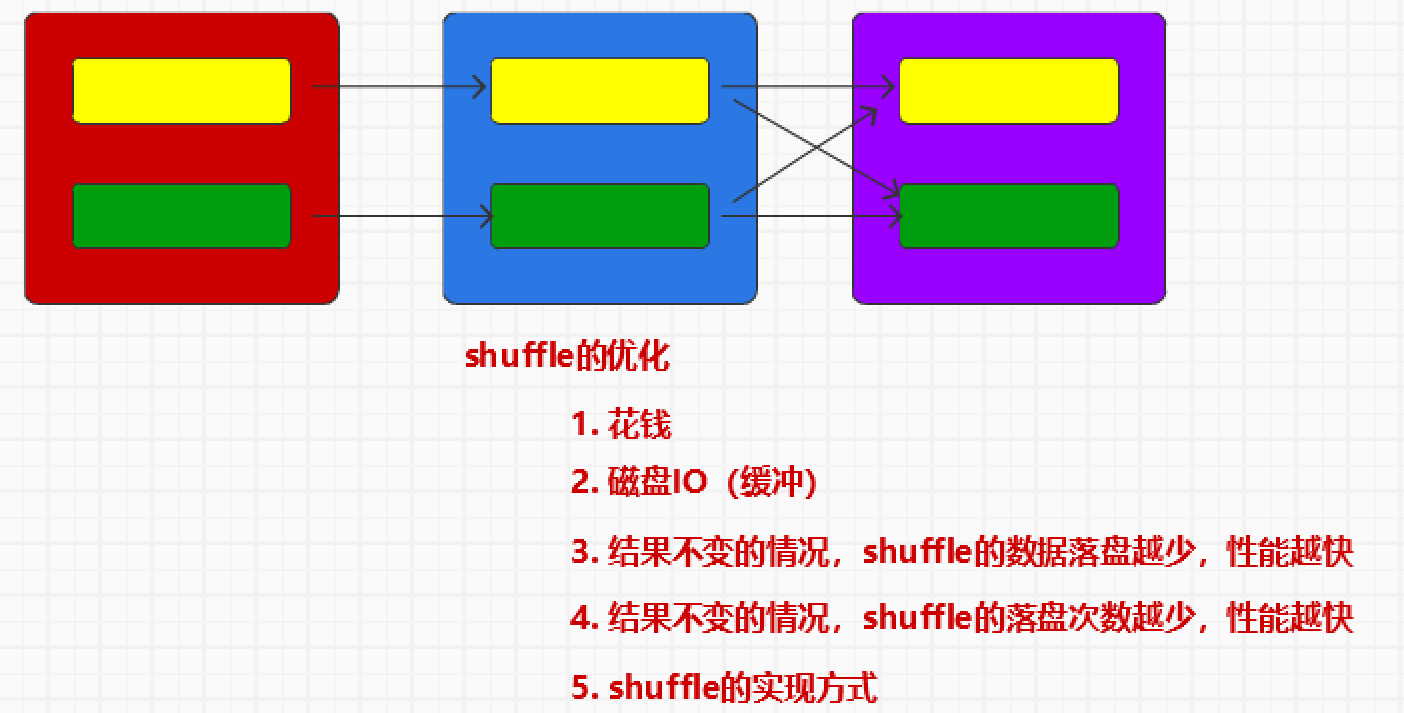 shuffle的优化
1. 花钱
2. 磁盘IO（缓冲）
3. 结果不变的情况，shuffle的数据落盘越少，性能越快
4. 结果不变的情况，shuffle的落盘次数越少，性能越快
5. shuffle的实现方式